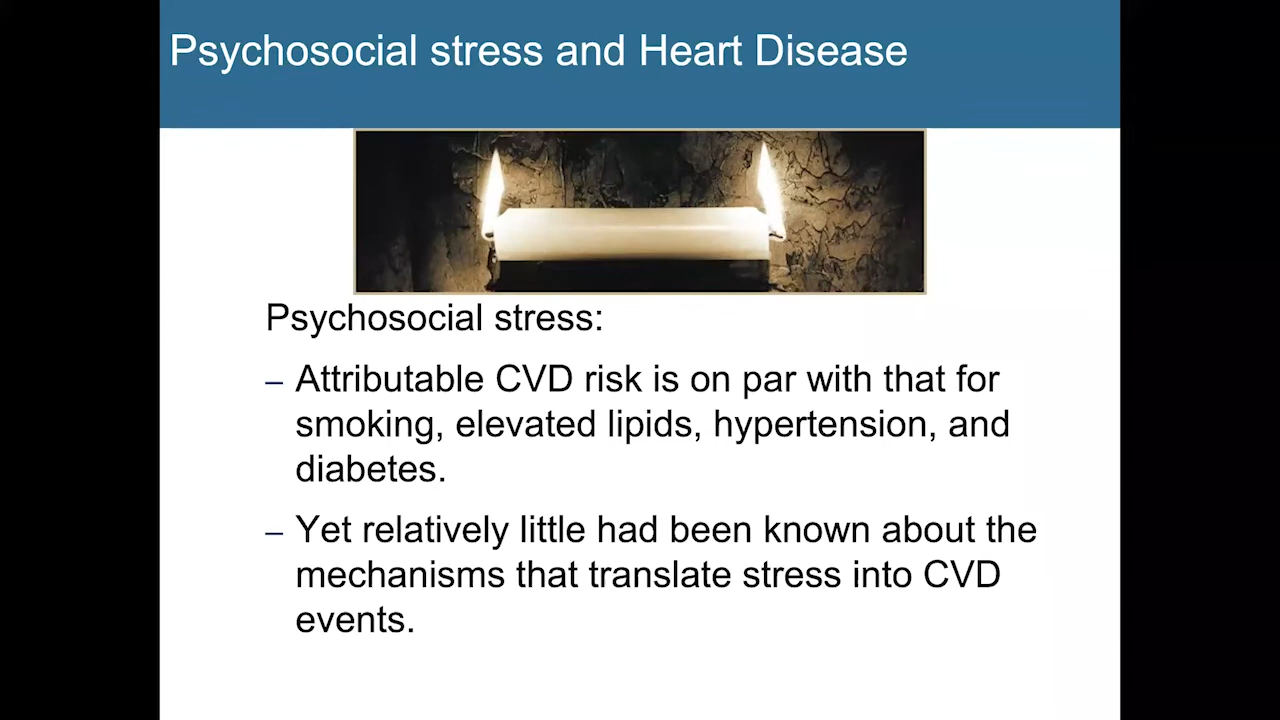 Psychosocial stress and Heart Disease
Psychosocial stress:
– Attributable CVD risk is on par with that for
smoking, elevated lipids, hypertension, and
diabetes.
– Yet relatively little had been known about the
mechanisms that translate stress into CVD
events.